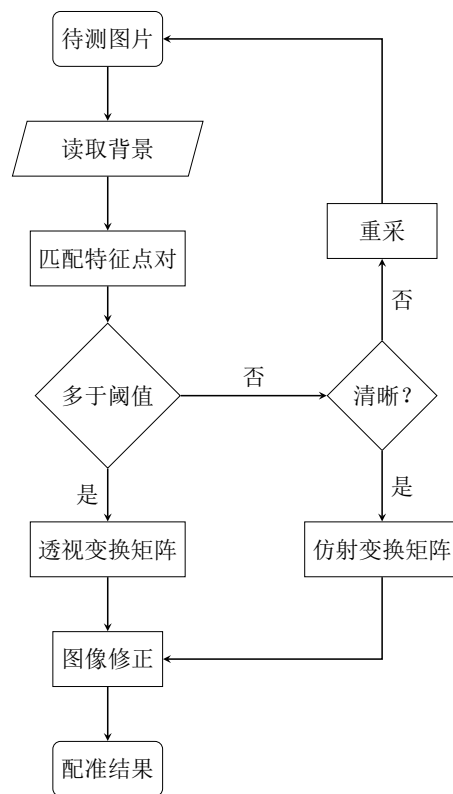 待测图片
读取背景
重采
匹配特征点对
否
多于阈值
否
清晰?
是
是
透视变换矩阵
仿射变换矩阵
图像修正
配准结果